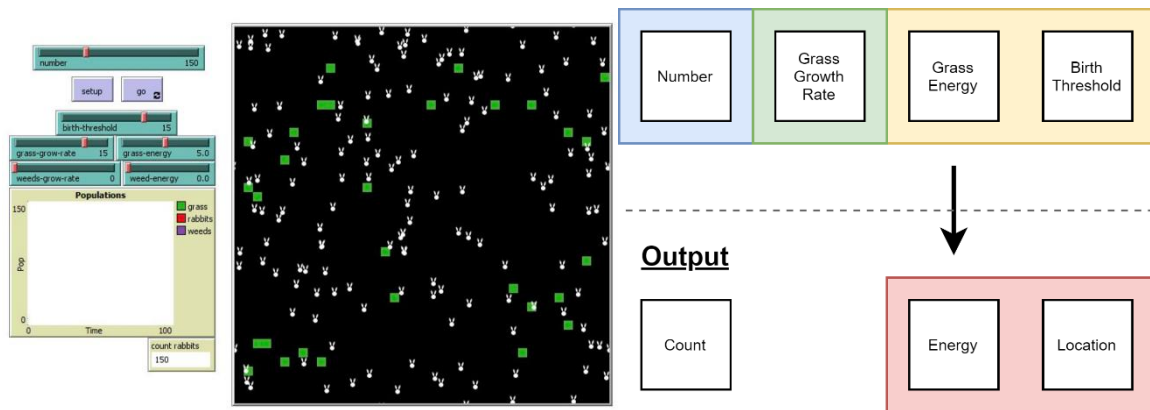 number
150
setup
go
birth-threshold
15
grass-grow-rate
15
grass-energy
5.0
weeds-grow-rate
0
weed-energy
0.0
Populations
150
Pop
0
0
Time
100
grass
rabbits
weeds
count rabbits
150
Number
Grass
Growth
Rate
Grass
Energy
Birth
Threshold
Output
Count
Energy
Location